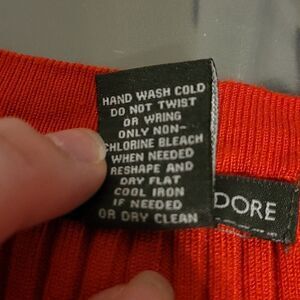 HAND WASH COLD
DO NOT TWIST
OR WRING
ONLY NON-
CHLORINE BLEACH
WHEN NEEDED
RESHAPE AND
DRY FLAT
COOL IRON
IF NEEDED
OR DRY CLEAN
DORE